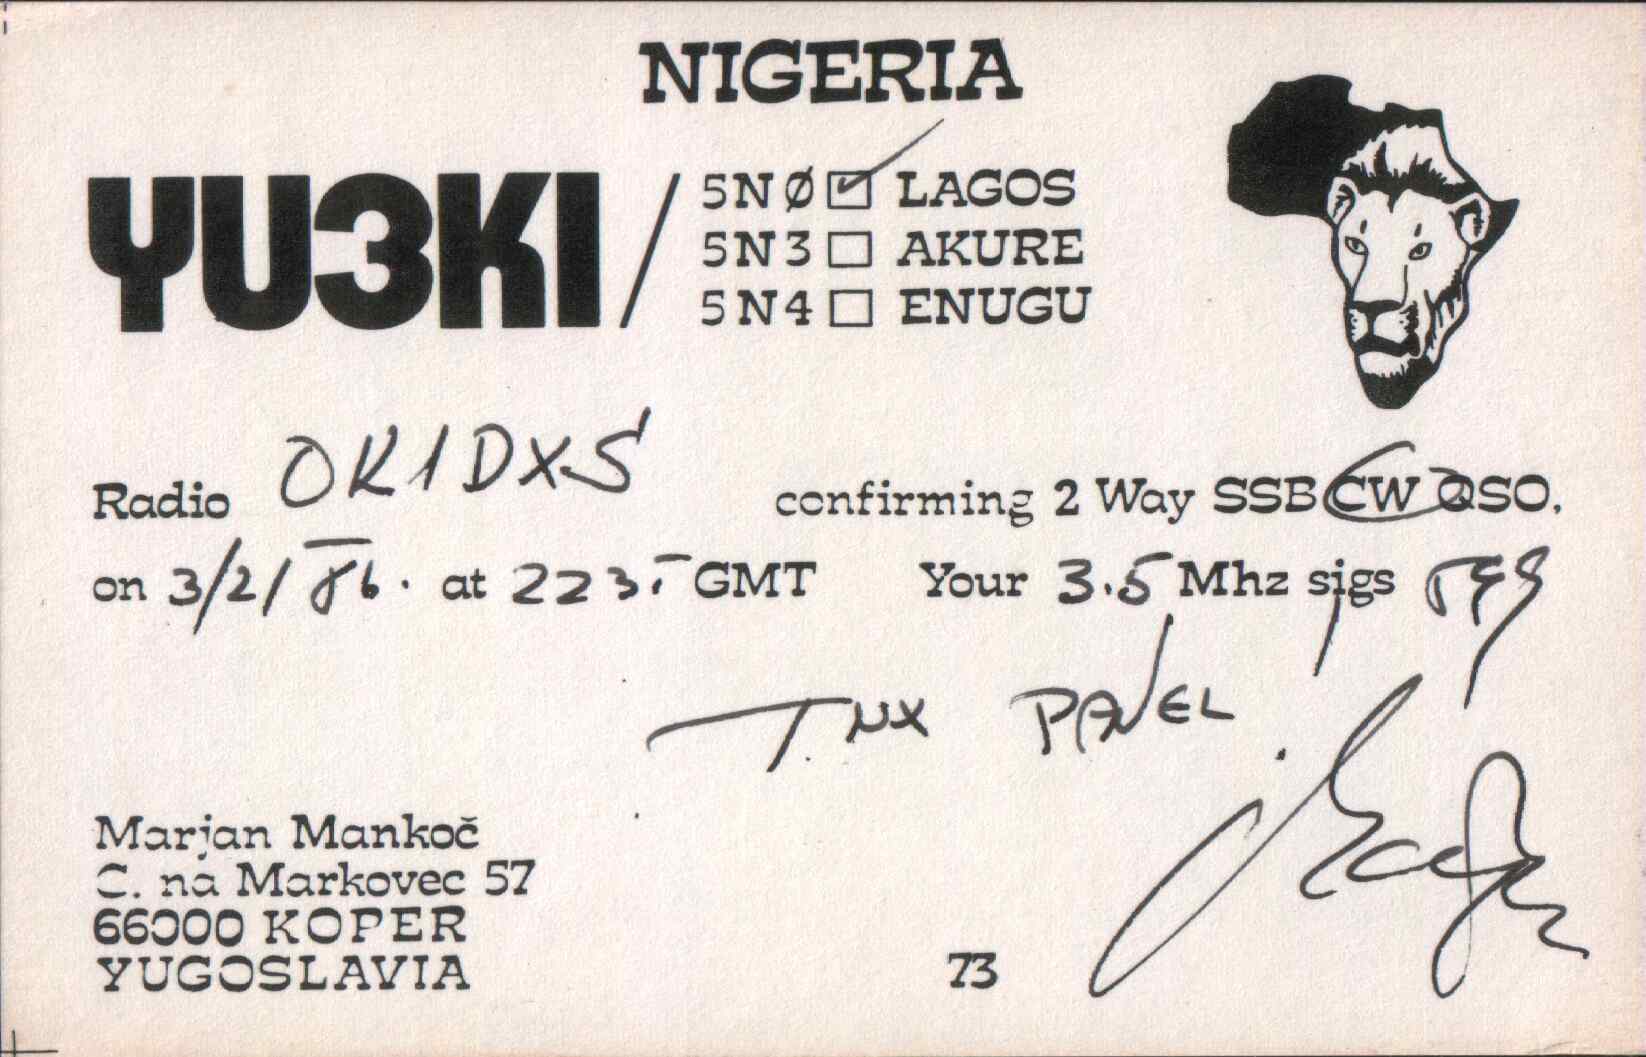 NIGERIA
YU3KI / 5NØ ☑ LAGOS
5N3 ☐ AKURE
5N4 ☐ ENUGU
Radio OK1DXS confirming 2 Way SSB CW QSO,
on 3/2/86. at 2235 GMT Your 3.5 Mhz sigs 599
TNX PAVEL
Marjan Mankoč
C. na Markovec 57
66000 KOPER
YUGOSLAVIA
73